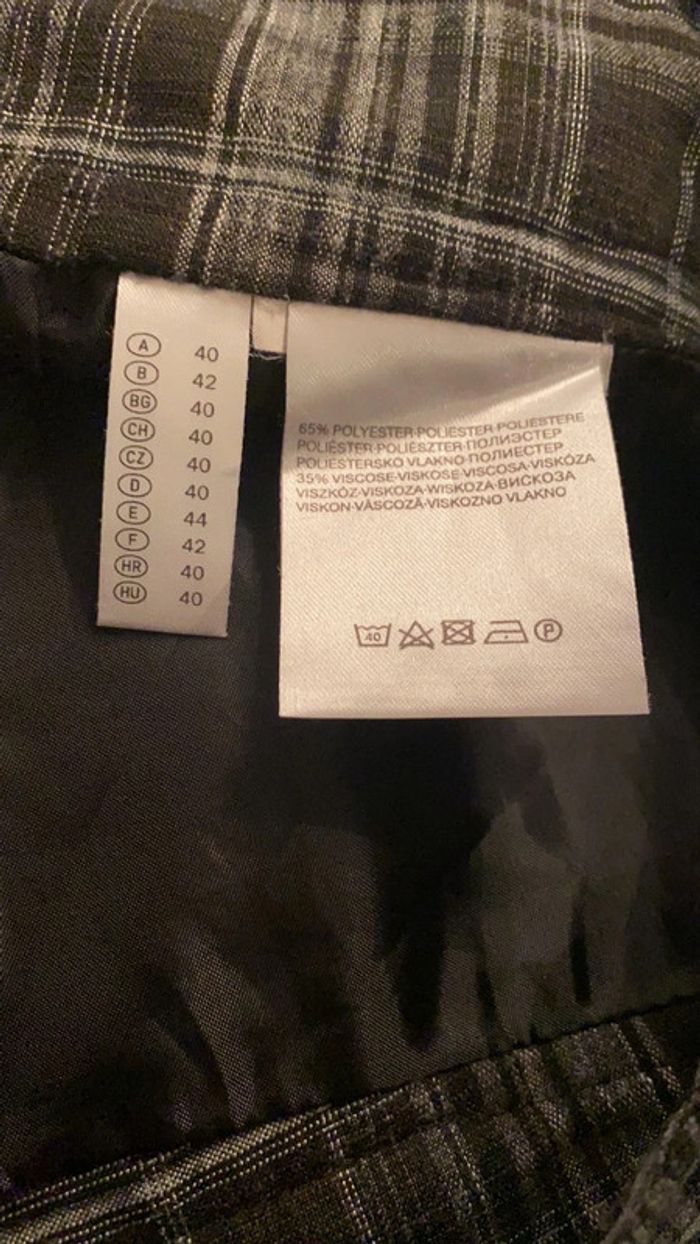 A 40
B 42
BG 40
CH 40
CZ 40
D 40
E 44
F 42
HR 40
HU 40
65% POLYESTER·POLIESTER·POLIESTERE
POLIÉSTER·POLIÉSZTER·ПОЛИЭСТЕР
POLIESTERSKO VLAKNO·ПОЛИЕСТЕР
35% VISCOSE·VISKOSE·VISCOSA·VISKÓZA
VISZKÓZ·VISKOZA·WISKOZA·ВИСКОЗА
VISKON·VÂSCOZĂ·VISKOZNO VLAKNO
40
P